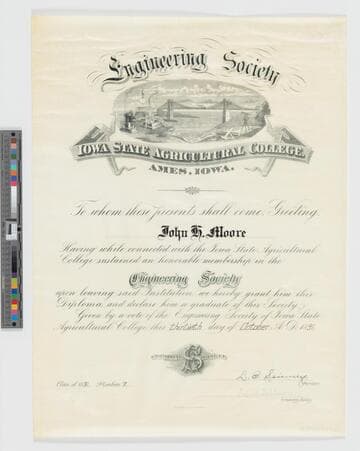 Engineering Society
IOWA STATE AGRICULTURAL COLLEGE.
AMES, IOWA.
To whom these presents shall come, Greeting.
John H. Moore
Having while connected with the Iowa State Agricultural
College sustained an honorable membership in the
Engineering Society
upon leaving said Institution, we hereby grant him this
Diploma, and declare him a graduate of this Society.
Given by a vote of the Engineering Society of Iowa State
Agricultural College this day of October A.D. 189
ES
L. B. Spinney
Class of Number